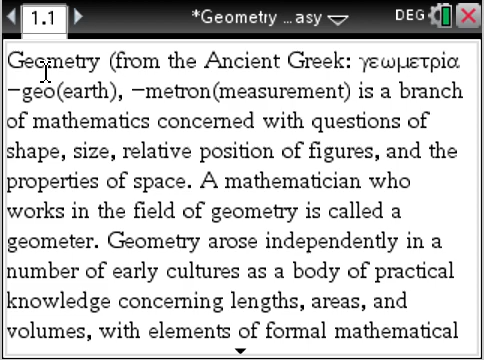 1.1 *Geometry ...asy DEG
Geometry (from the Ancient Greek: γεωμετρία
−geo(earth), −metron(measurement) is a branch
of mathematics concerned with questions of
shape, size, relative position of figures, and the
properties of space. A mathematician who
works in the field of geometry is called a
geometer. Geometry arose independently in a
number of early cultures as a body of practical
knowledge concerning lengths, areas, and
volumes, with elements of formal mathematical